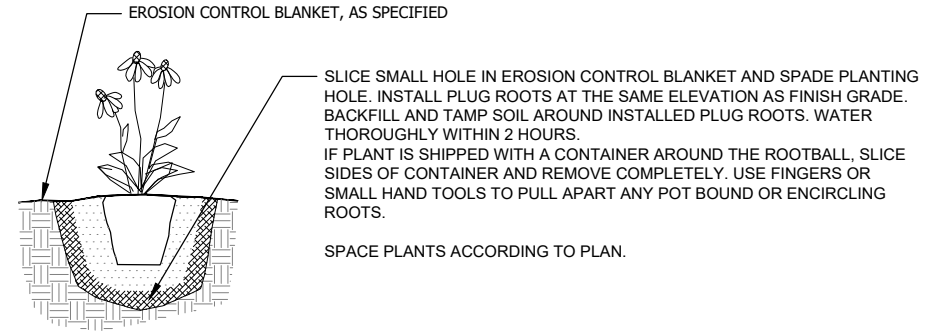 EROSION CONTROL BLANKET, AS SPECIFIED
SLICE SMALL HOLE IN EROSION CONTROL BLANKET AND SPADE PLANTING
HOLE. INSTALL PLUG ROOTS AT THE SAME ELEVATION AS FINISH GRADE.
BACKFILL AND TAMP SOIL AROUND INSTALLED PLUG ROOTS. WATER
THOROUGHLY WITHIN 2 HOURS.
IF PLANT IS SHIPPED WITH A CONTAINER AROUND THE ROOTBALL, SLICE
SIDES OF CONTAINER AND REMOVE COMPLETELY. USE FINGERS OR
SMALL HAND TOOLS TO PULL APART ANY POT BOUND OR ENCIRCLING
ROOTS.
SPACE PLANTS ACCORDING TO PLAN.